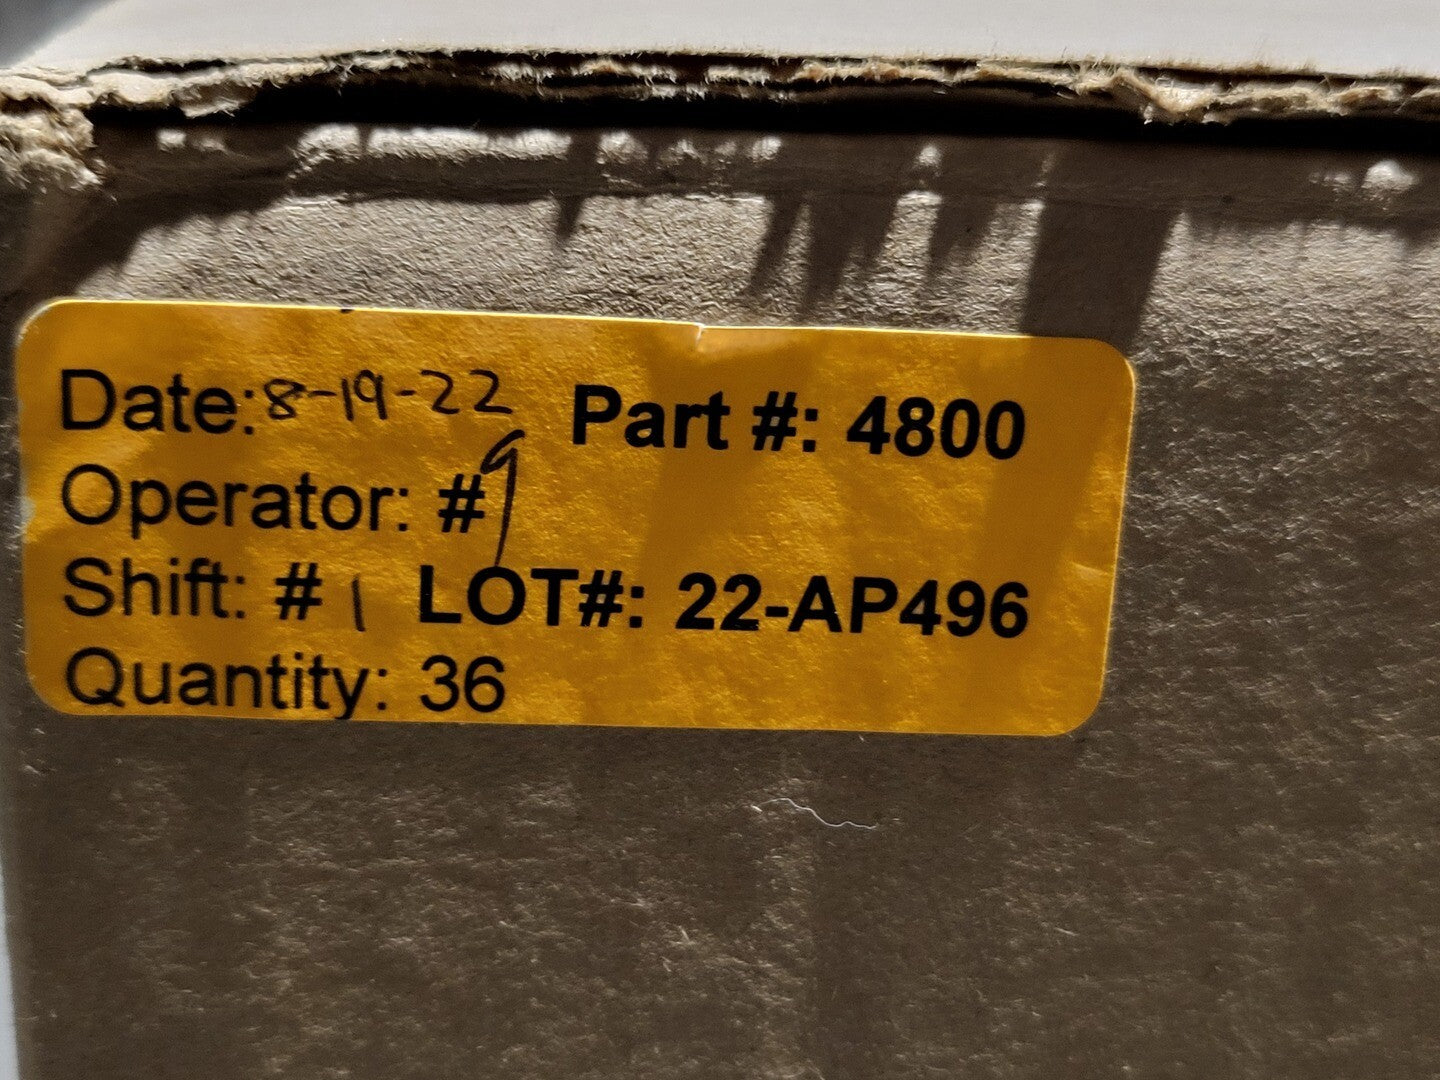 Date: 8-19-22 Part #: 4800
Operator: #9
Shift: #1 LOT#: 22-AP496
Quantity: 36